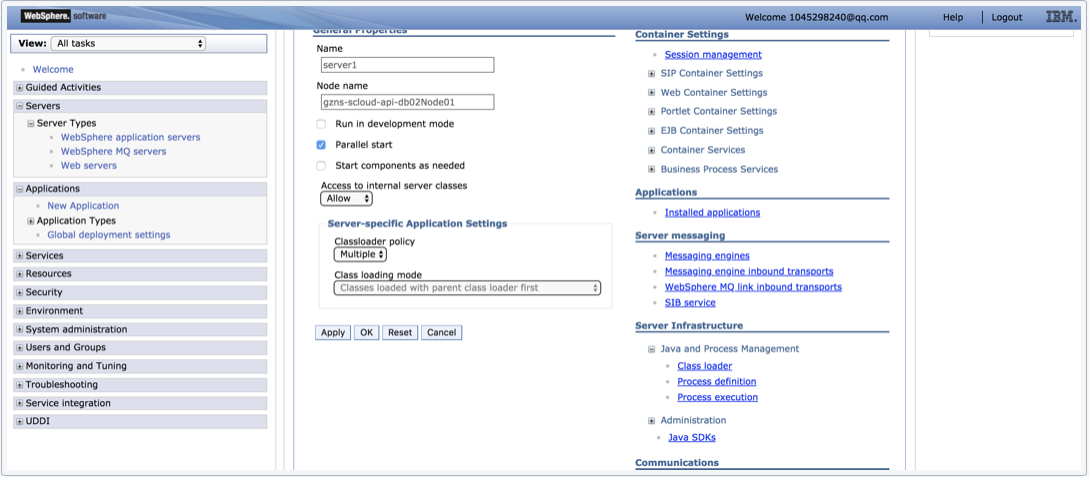 WebSphere. software
Welcome 1045298240@qq.com
Help
Logout
IBM.
View: All tasks
Welcome
Guided Activities
Servers
Server Types
WebSphere application servers
WebSphere MQ servers
Web servers
Applications
New Application
Application Types
Global deployment settings
Services
Resources
Security
Environment
System administration
Users and Groups
Monitoring and Tuning
Troubleshooting
Service integration
UDDI
General Properties
Name
server1
Node name
gzns-scloud-api-db02Node01
Run in development mode
Parallel start
Start components as needed
Access to internal server classes
Allow
Server-specific Application Settings
Classloader policy
Multiple
Class loading mode
Classes loaded with parent class loader first
Apply
OK
Reset
Cancel
Container Settings
Session management
SIP Container Settings
Web Container Settings
Portlet Container Settings
EJB Container Settings
Container Services
Business Process Services
Applications
Installed applications
Server messaging
Messaging engines
Messaging engine inbound transports
WebSphere MQ link inbound transports
SIB service
Server Infrastructure
Java and Process Management
Class loader
Process definition
Process execution
Administration
Java SDKs
Communications